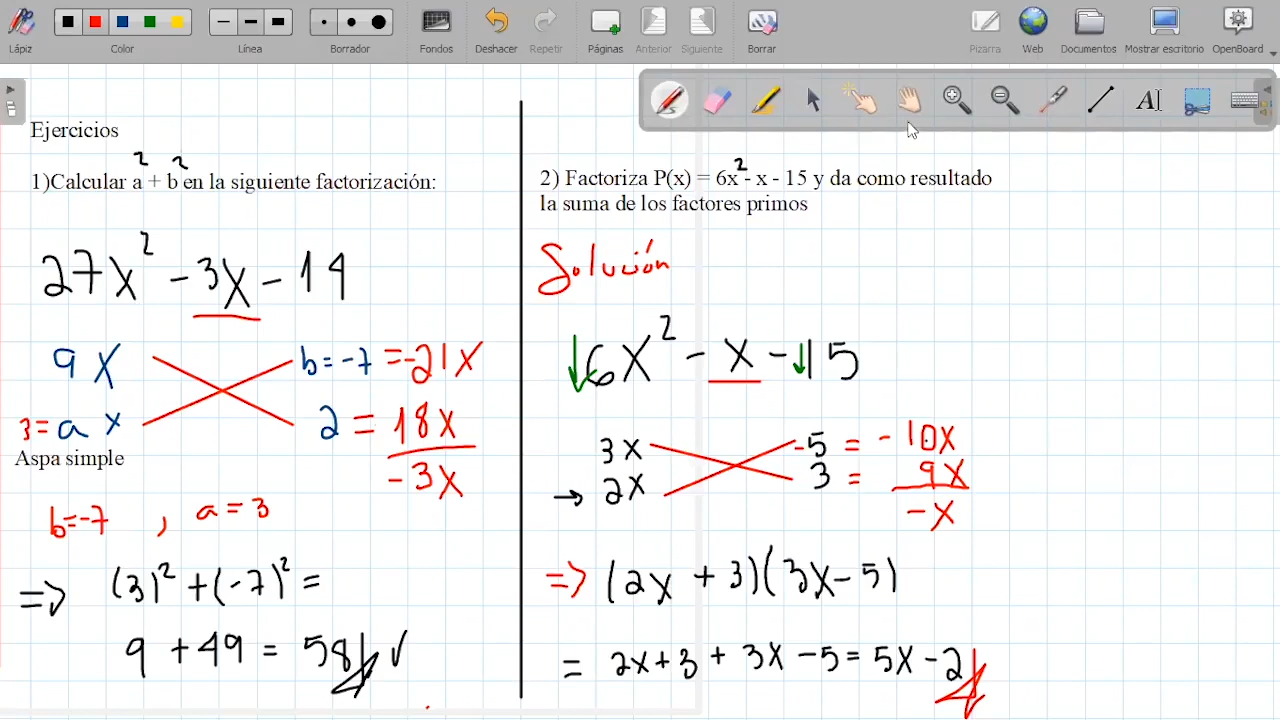 Lápiz Color Línea Borrador Fondos Deshacer Repetir Páginas Anterior Siguiente Borrar Pizarra Web Documentos Mostrar escritorio OpenBoard
Ejercicios
1)Calcular a² + b² en la siguiente factorización:
27x² - 3x - 14
9x b = -7 = -21x
3 = a x 2 = 18x
-3x
Aspa simple
b = -7 , a = 3
=> (3)² + (-7)² =
9 + 49 = 58 ✓
2) Factoriza P(x) = 6x² - x - 15 y da como resultado
la suma de los factores primos
Solución
↓6x² - x - ↓15
3x -5 = -10x
→ 2x 3 = 9x
-x
=> (2x + 3)(3x - 5)
= 2x + 3 + 3x - 5 = 5x - 2